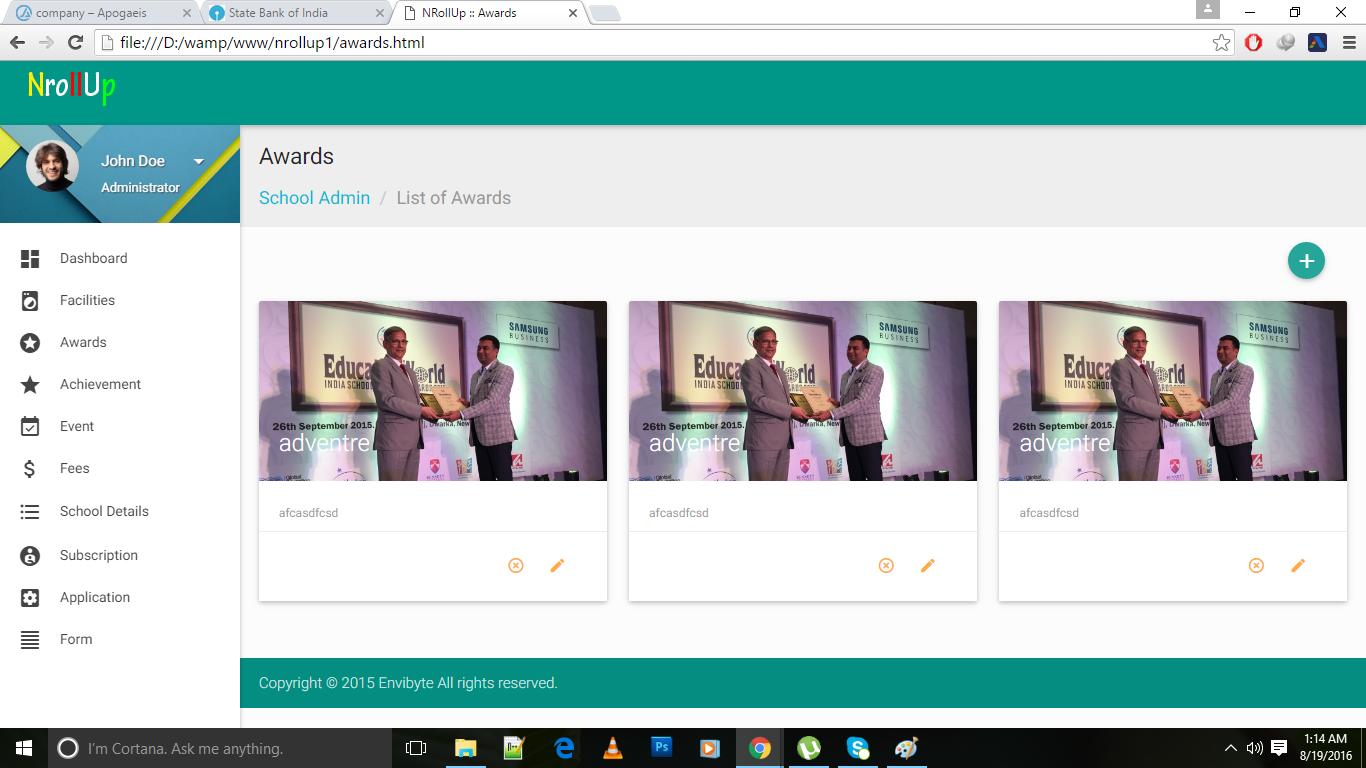 company – Apogaeis
State Bank of India
NRollUp :: Awards
file:///D:/wamp/www/nrollup1/awards.html
NrollUp
John Doe
Administrator
Dashboard
Facilities
Awards
Achievement
Event
Fees
School Details
Subscription
Application
Form
Awards
School Admin / List of Awards
+
SAMSUNG
BUSINESS
World
INDIA SCHOOL
26th September 2015.
Dwarka, New
adventre
afcasdfcsd
SAMSUNG
BUSINESS
World
INDIA SCHOOL
26th September 2015.
Dwarka, New
adventre
afcasdfcsd
SAMSUNG
BUSINESS
World
INDIA SCHOOL
26th September 2015.
Dwarka, New
adventre
afcasdfcsd
Copyright © 2015 Envibyte All rights reserved.
I'm Cortana. Ask me anything.
Ps
1:14 AM
8/19/2016